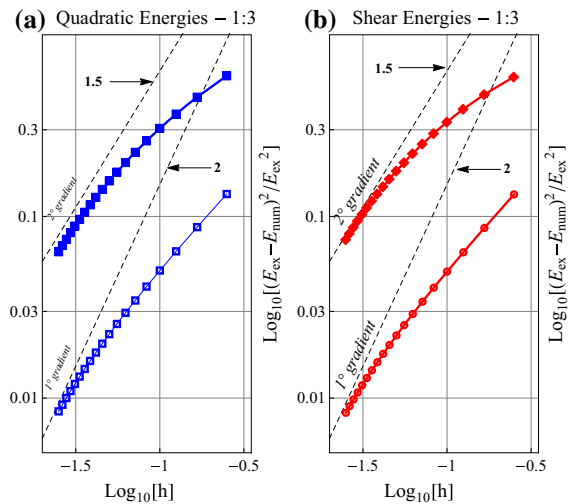 (a) Quadratic Energies – 1:3
1.5
2
2° gradient
1° gradient
0.3
0.1
0.03
0.01
−1.5 −1 −0.5
Log10[h]
Log10[(Eex−Enum)²/Eex²]
(b) Shear Energies – 1:3
1.5
2
2° gradient
1° gradient
0.3
0.1
0.03
0.01
−1.5 −1 −0.5
Log10[h]
Log10[(Eex−Enum)²/Eex²]